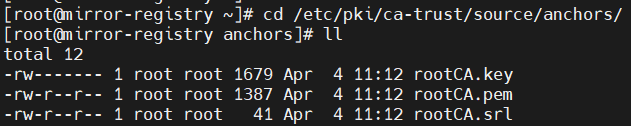 [root@mirror-registry ~]# cd /etc/pki/ca-trust/source/anchors/
[root@mirror-registry anchors]# ll
total 12
-rw------- 1 root root 1679 Apr  4 11:12 rootCA.key
-rw-r--r-- 1 root root 1387 Apr  4 11:12 rootCA.pem
-rw-r--r-- 1 root root   41 Apr  4 11:12 rootCA.srl